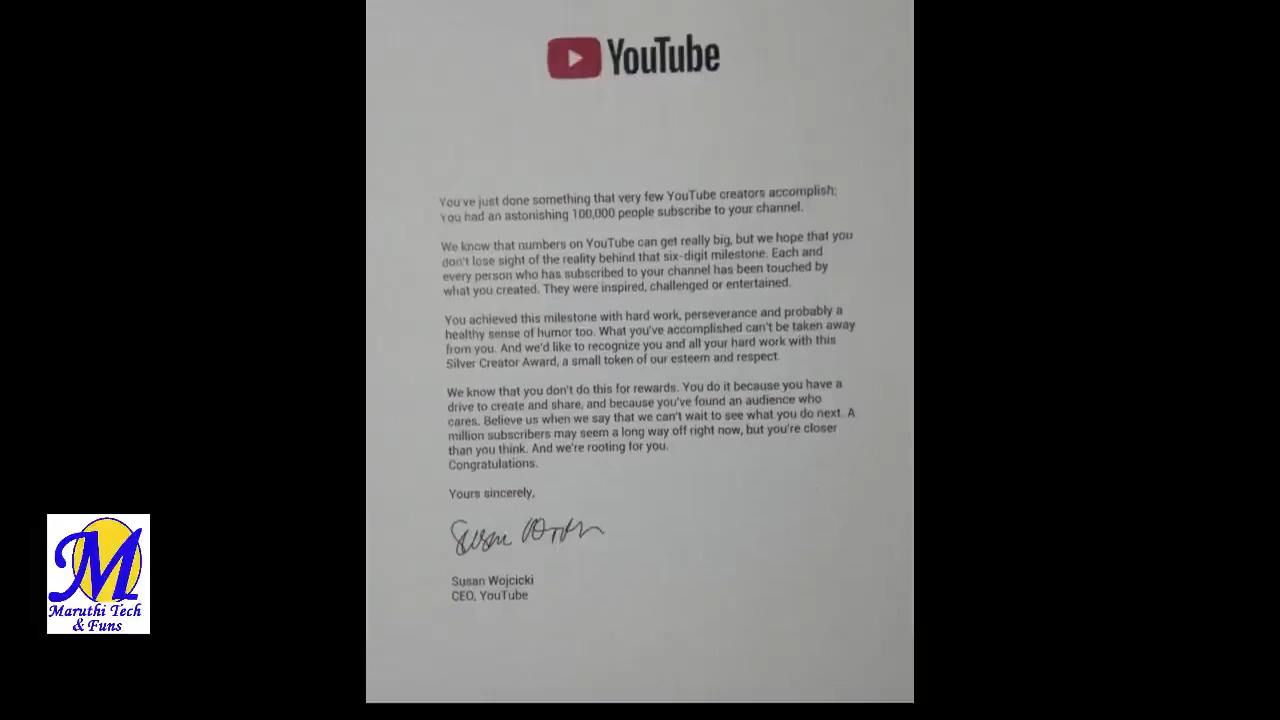 YouTube
You've just done something that very few YouTube creators accomplish:
You had an astonishing 100,000 people subscribe to your channel.
We know that numbers on YouTube can get really big, but we hope that you
don't lose sight of the reality behind that six-digit milestone. Each and
every person who has subscribed to your channel has been touched by
what you created. They were inspired, challenged or entertained.
You achieved this milestone with hard work, perseverance and probably a
healthy sense of humor too. What you've accomplished can't be taken away
from you. And we'd like to recognize you and all your hard work with this
Silver Creator Award, a small token of our esteem and respect.
We know that you don't do this for rewards. You do it because you have a
drive to create and share, and because you've found an audience who
cares. Believe us when we say that we can't wait to see what you do next. A
million subscribers may seem a long way off right now, but you're closer
than you think. And we're rooting for you.
Congratulations.
Yours sincerely,
Susan Wojcicki
CEO, YouTube
M
Maruthi Tech
& Funs